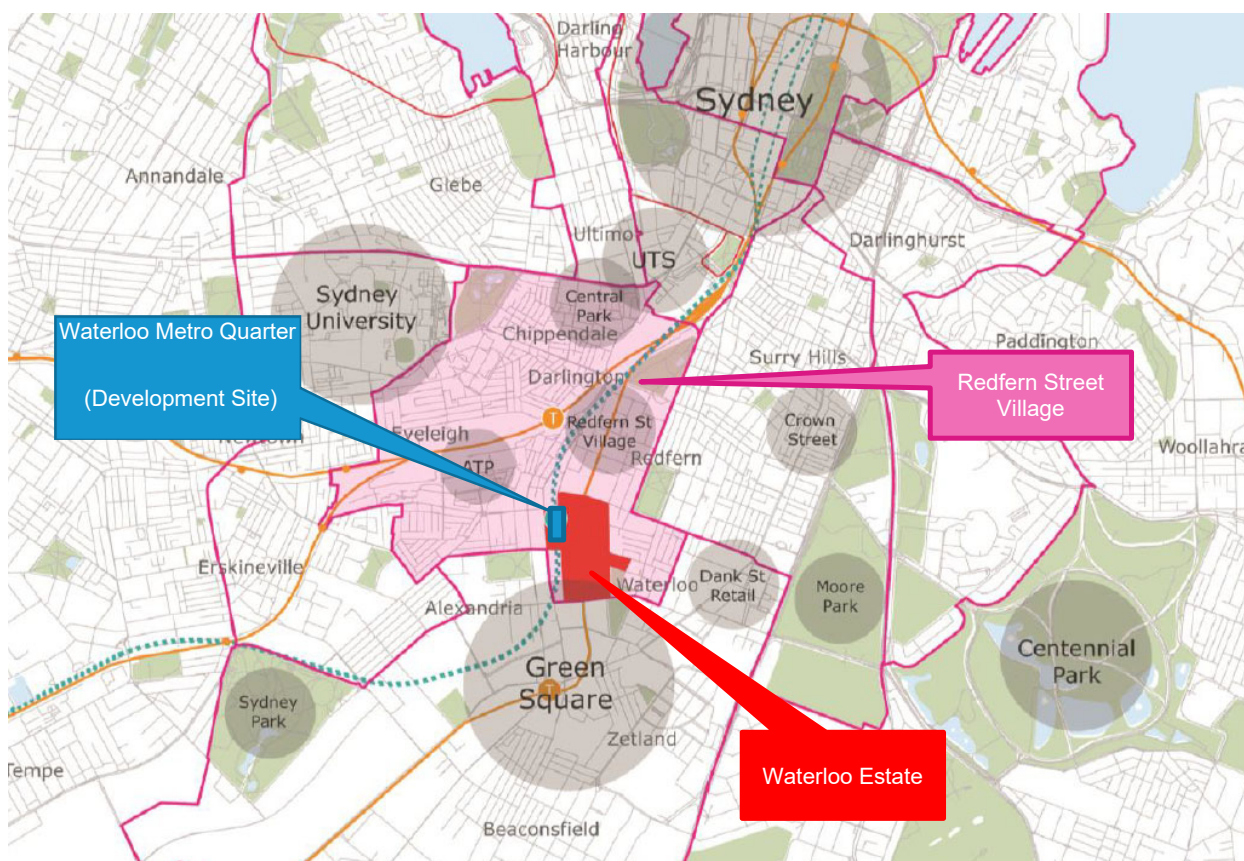 Darling
Harbour
Sydney
Annandale
Glebe
Ultimo
Darlinghurst
UTS
Sydney
University
Central
Park
Chippendale
Waterloo Metro Quarter
(Development Site)
Surry Hills
Paddington
Darlington
Redfern Street
Village
T
Redfern St
Village
Crown
Street
Newtown
Eveleigh
Woollahra
ATP
Redfern
Erskineville
Waterloo
Dank St
Retail
Moore
Park
Alexandria
Green
Square
T
Centennial
Park
Sydney
Park
Zetland
Tempe
Waterloo Estate
Beaconsfield